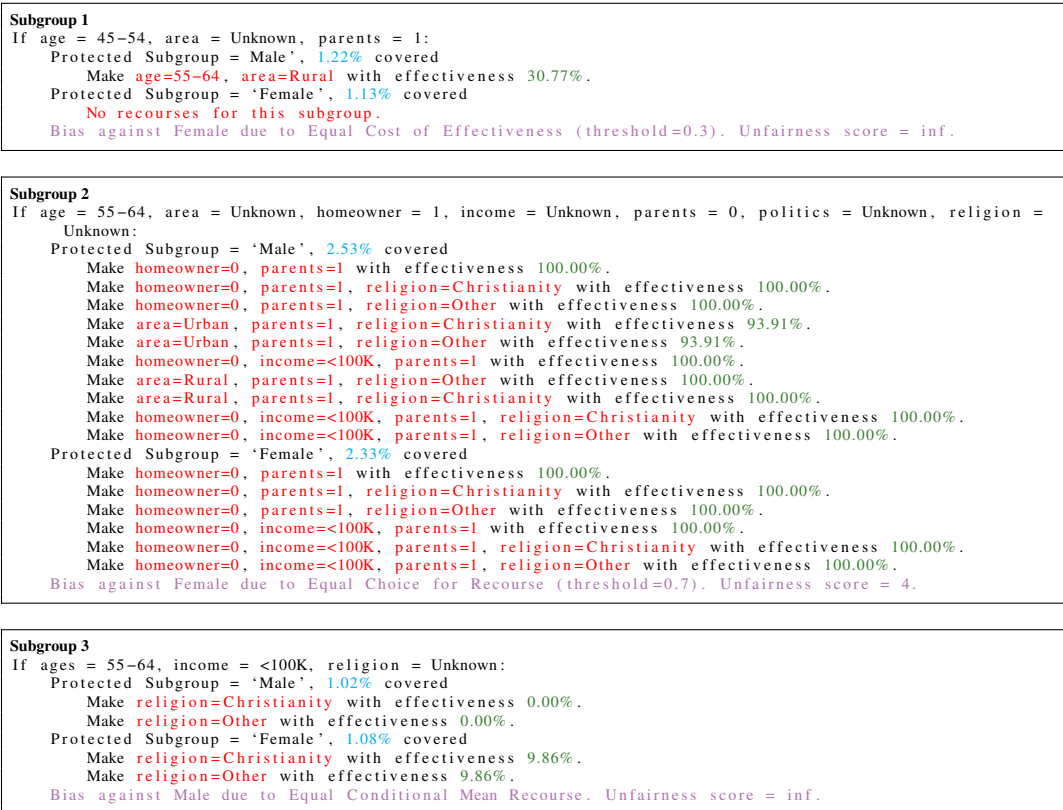 Subgroup 1
If age = 45−54, area = Unknown, parents = 1:
Protected Subgroup = Male', 1.22% covered
Make age=55−64, area=Rural with effectiveness 30.77%.
Protected Subgroup = ‘Female', 1.13% covered
No recourses for this subgroup.
Bias against Female due to Equal Cost of Effectiveness (threshold=0.3). Unfairness score = inf.
Subgroup 2
If age = 55−64, area = Unknown, homeowner = 1, income = Unknown, parents = 0, politics = Unknown, religion =
Unknown:
Protected Subgroup = ‘Male', 2.53% covered
Make homeowner=0, parents=1 with effectiveness 100.00%.
Make homeowner=0, parents=1, religion=Christianity with effectiveness 100.00%.
Make homeowner=0, parents=1, religion=Other with effectiveness 100.00%.
Make area=Urban, parents=1, religion=Christianity with effectiveness 93.91%.
Make area=Urban, parents=1, religion=Other with effectiveness 93.91%.
Make homeowner=0, income=<100K, parents=1 with effectiveness 100.00%.
Make area=Rural, parents=1, religion=Other with effectiveness 100.00%.
Make area=Rural, parents=1, religion=Christianity with effectiveness 100.00%.
Make homeowner=0, income=<100K, parents=1, religion=Christianity with effectiveness 100.00%.
Make homeowner=0, income=<100K, parents=1, religion=Other with effectiveness 100.00%.
Protected Subgroup = ‘Female', 2.33% covered
Make homeowner=0, parents=1 with effectiveness 100.00%.
Make homeowner=0, parents=1, religion=Christianity with effectiveness 100.00%.
Make homeowner=0, parents=1, religion=Other with effectiveness 100.00%.
Make homeowner=0, income=<100K, parents=1 with effectiveness 100.00%.
Make homeowner=0, income=<100K, parents=1, religion=Christianity with effectiveness 100.00%.
Make homeowner=0, income=<100K, parents=1, religion=Other with effectiveness 100.00%.
Bias against Female due to Equal Choice for Recourse (threshold=0.7). Unfairness score = 4.
Subgroup 3
If ages = 55−64, income = <100K, religion = Unknown:
Protected Subgroup = ‘Male', 1.02% covered
Make religion=Christianity with effectiveness 0.00%.
Make religion=Other with effectiveness 0.00%.
Protected Subgroup = ‘Female', 1.08% covered
Make religion=Christianity with effectiveness 9.86%.
Make religion=Other with effectiveness 9.86%.
Bias against Male due to Equal Conditional Mean Recourse. Unfairness score = inf.